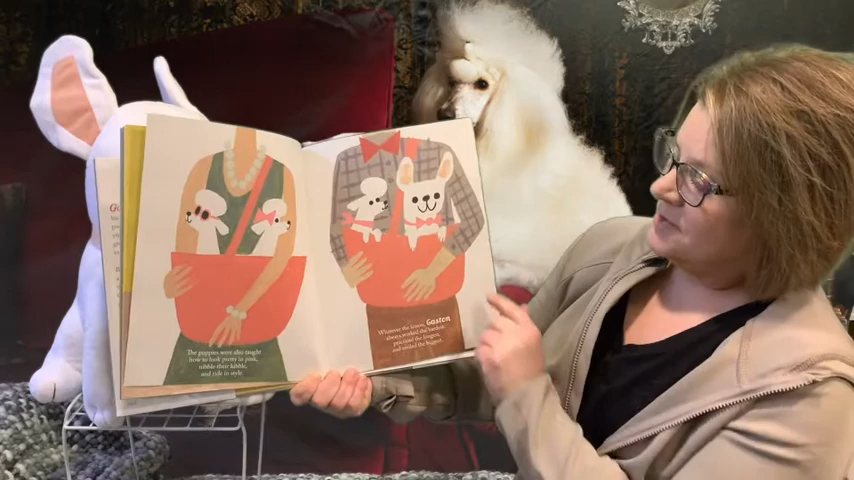 The puppies were also taught
how to look pretty in pink,
nibble their kibble,
and ride in style.
Whatever the lesson, Gaston
always worked the hardest,
practiced the longest,
and smiled the biggest.